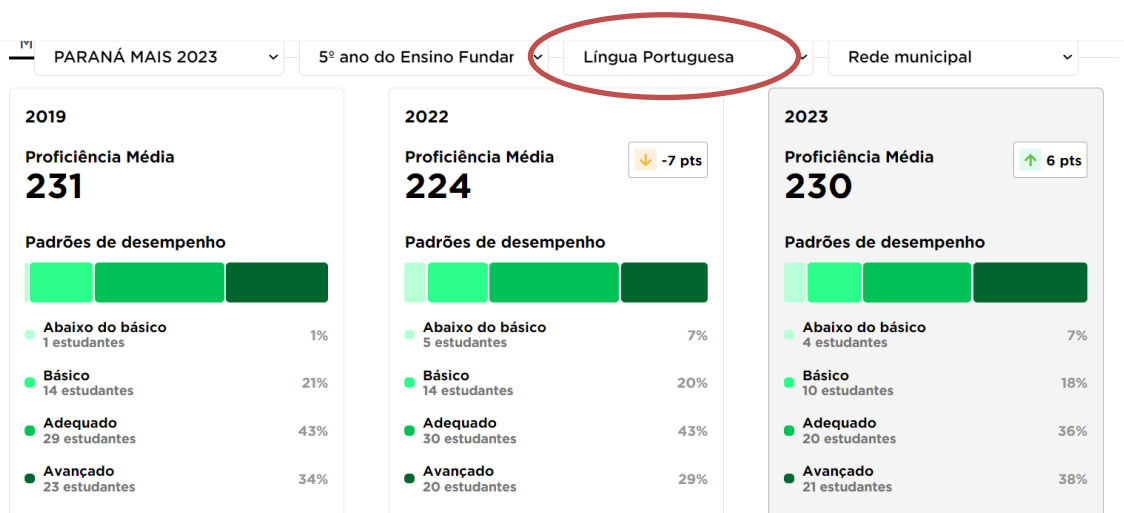 M
PARANÁ MAIS 2023
5º ano do Ensino Fundar
Língua Portuguesa
Rede municipal
2019
Proficiência Média
231
Padrões de desempenho
Abaixo do básico
1 estudantes
1%
Básico
14 estudantes
21%
Adequado
29 estudantes
43%
Avançado
23 estudantes
34%
2022
Proficiência Média
-7 pts
224
Padrões de desempenho
Abaixo do básico
5 estudantes
7%
Básico
14 estudantes
20%
Adequado
30 estudantes
43%
Avançado
20 estudantes
29%
2023
Proficiência Média
6 pts
230
Padrões de desempenho
Abaixo do básico
4 estudantes
7%
Básico
10 estudantes
18%
Adequado
20 estudantes
36%
Avançado
21 estudantes
38%